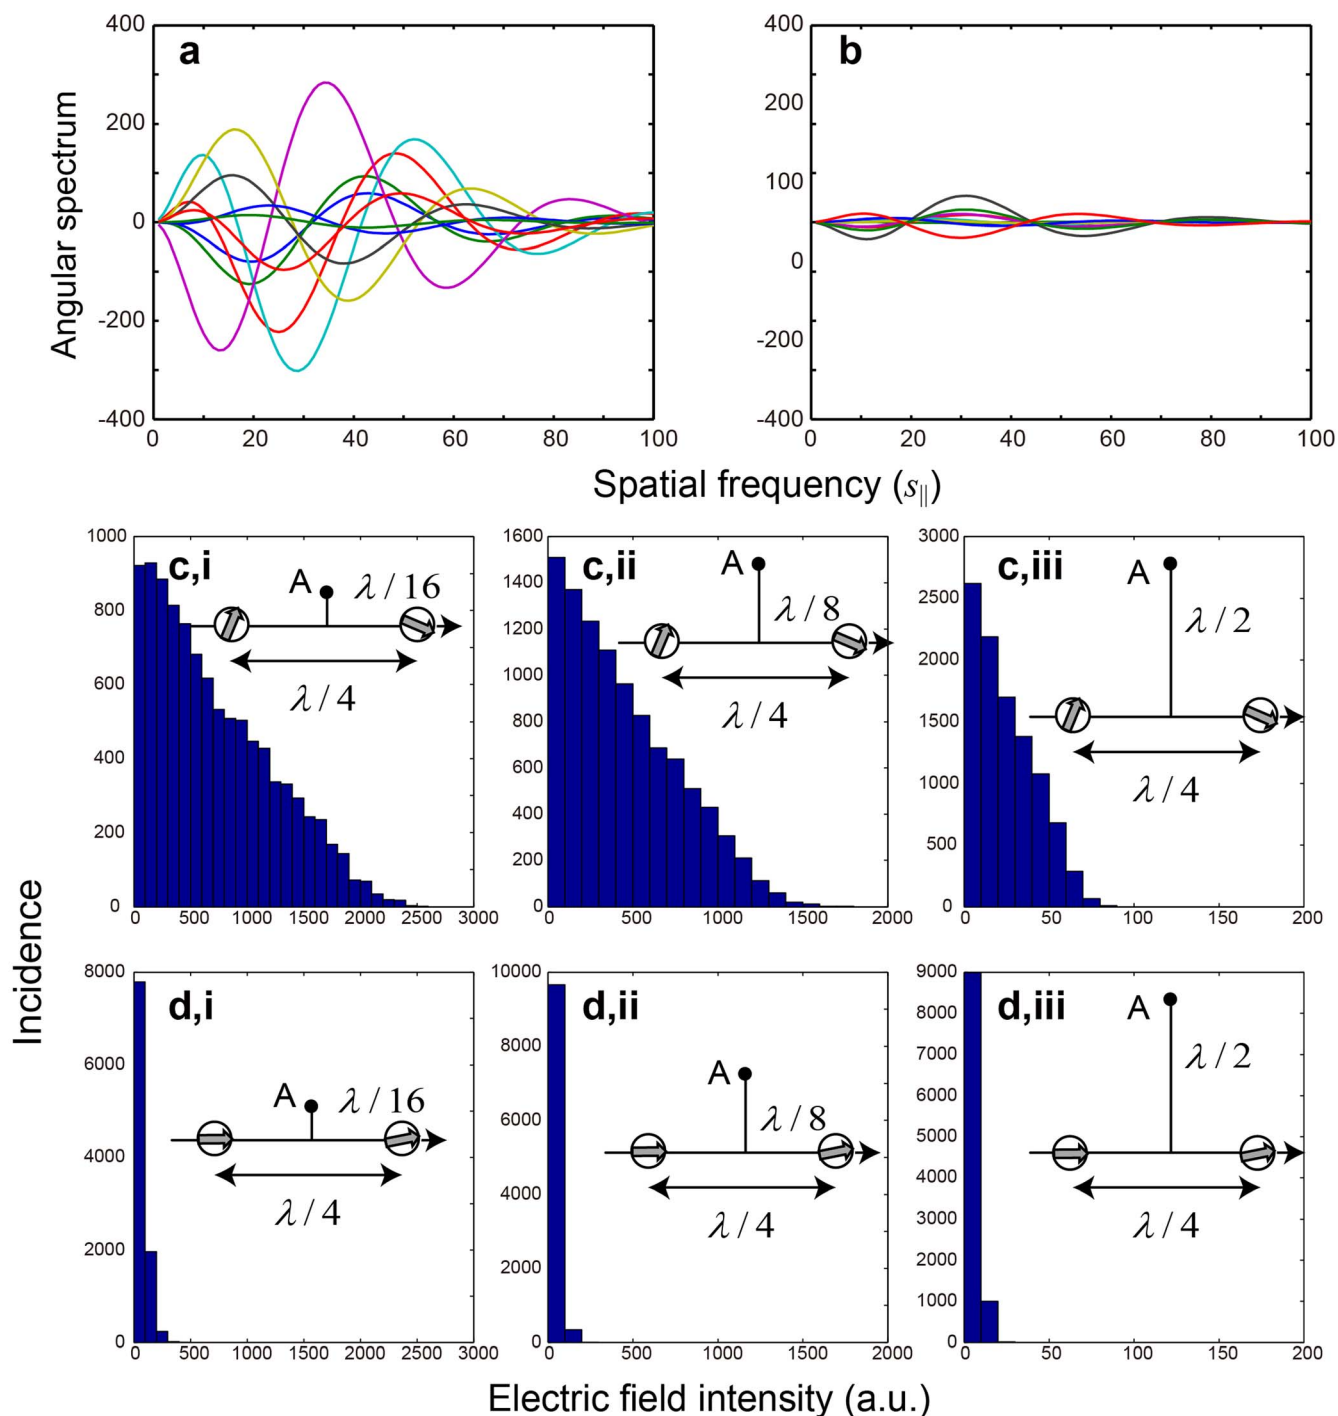 a
b
400
200
0
-200
-400
400
200
100
0
-200
-400
Angular spectrum
0 20 40 60 80 100
0 20 40 60 80 100
Spatial frequency (s||)
c,i
A λ/16
λ/4
1000
800
600
400
200
0
0 500 1000 1500 2000 2500 3000
c,ii
A
λ/8
λ/4
1600
1400
1200
1000
800
600
400
200
0
0 500 1000 1500 2000
c,iii
A
λ/2
λ/4
3000
2500
2000
1500
1000
500
0
0 50 100 150 200
Incidence
d,i
A λ/16
λ/4
8000
6000
4000
2000
0
0 500 1000 1500 2000 2500 3000
d,ii
A
λ/8
λ/4
10000
8000
6000
4000
2000
0
0 500 1000 1500 2000
d,iii
A
λ/2
λ/4
9000
8000
7000
6000
5000
4000
3000
2000
1000
0
0 50 100 150 200
Electric field intensity (a.u.)